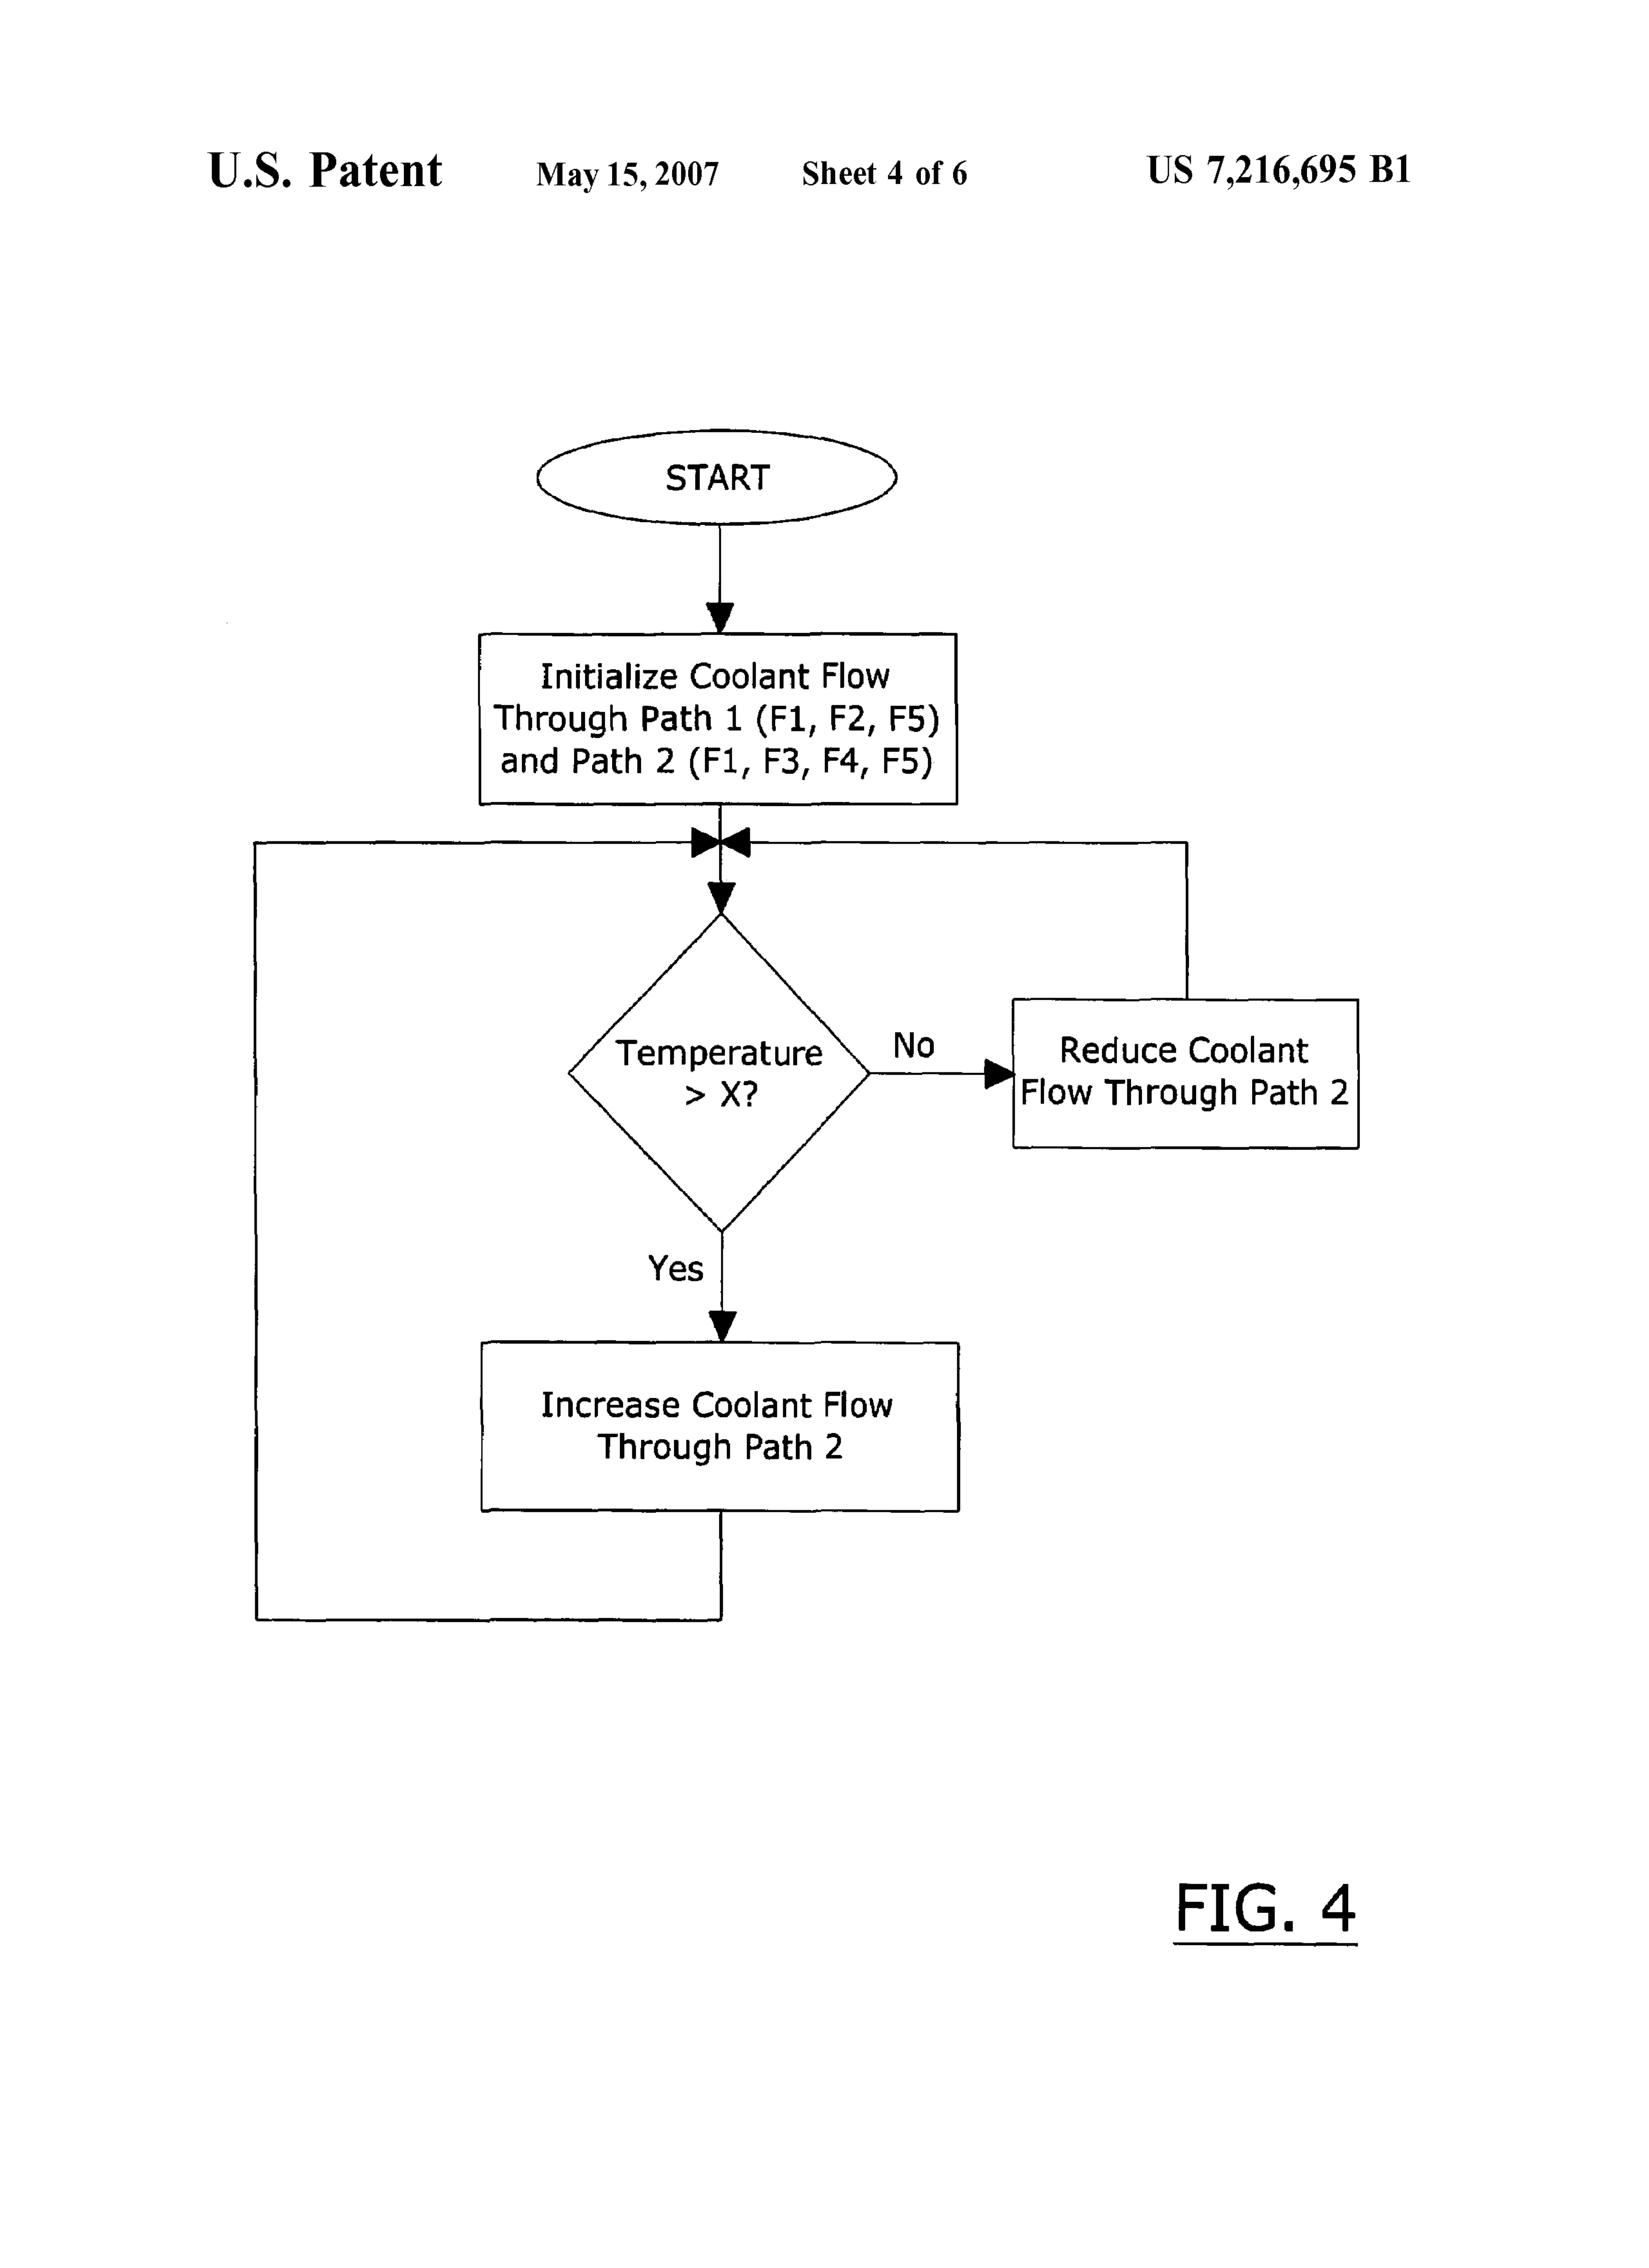 U.S. Patent May 15, 2007 Sheet 4 of 6 US 7,216,695 B1
START
Initialize Coolant Flow
Through Path 1 (F1, F2, F5)
and Path 2 (F1, F3, F4, F5)
Temperature
> X?
No
Reduce Coolant
Flow Through Path 2
Yes
Increase Coolant Flow
Through Path 2
FIG. 4